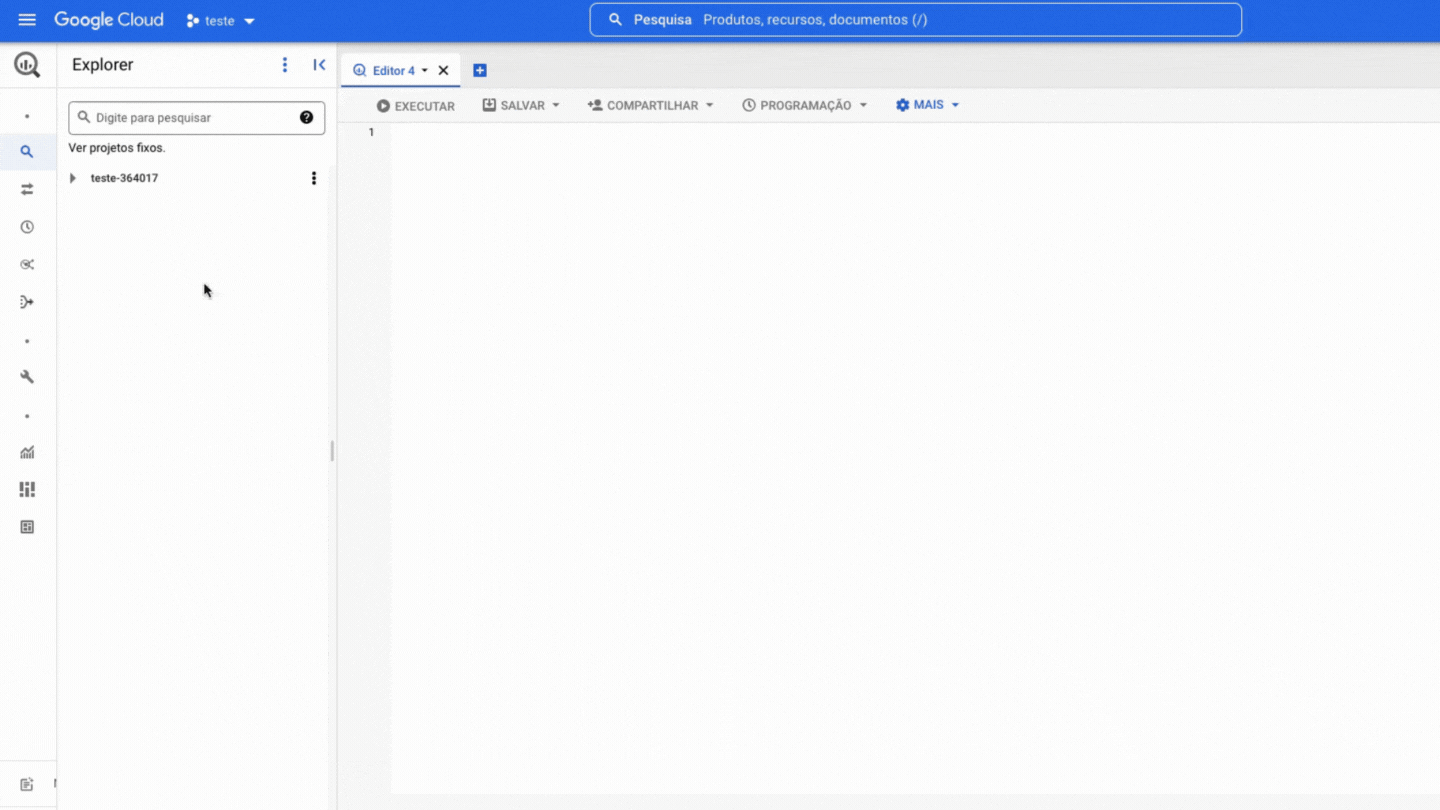 Google Cloud teste Pesquisa Produtos, recursos, documentos (/)
Explorer
Editor 4
Digite para pesquisar
EXECUTAR SALVAR COMPARTILHAR PROGRAMAÇÃO MAIS
1
Ver projetos fixos.
teste-364017